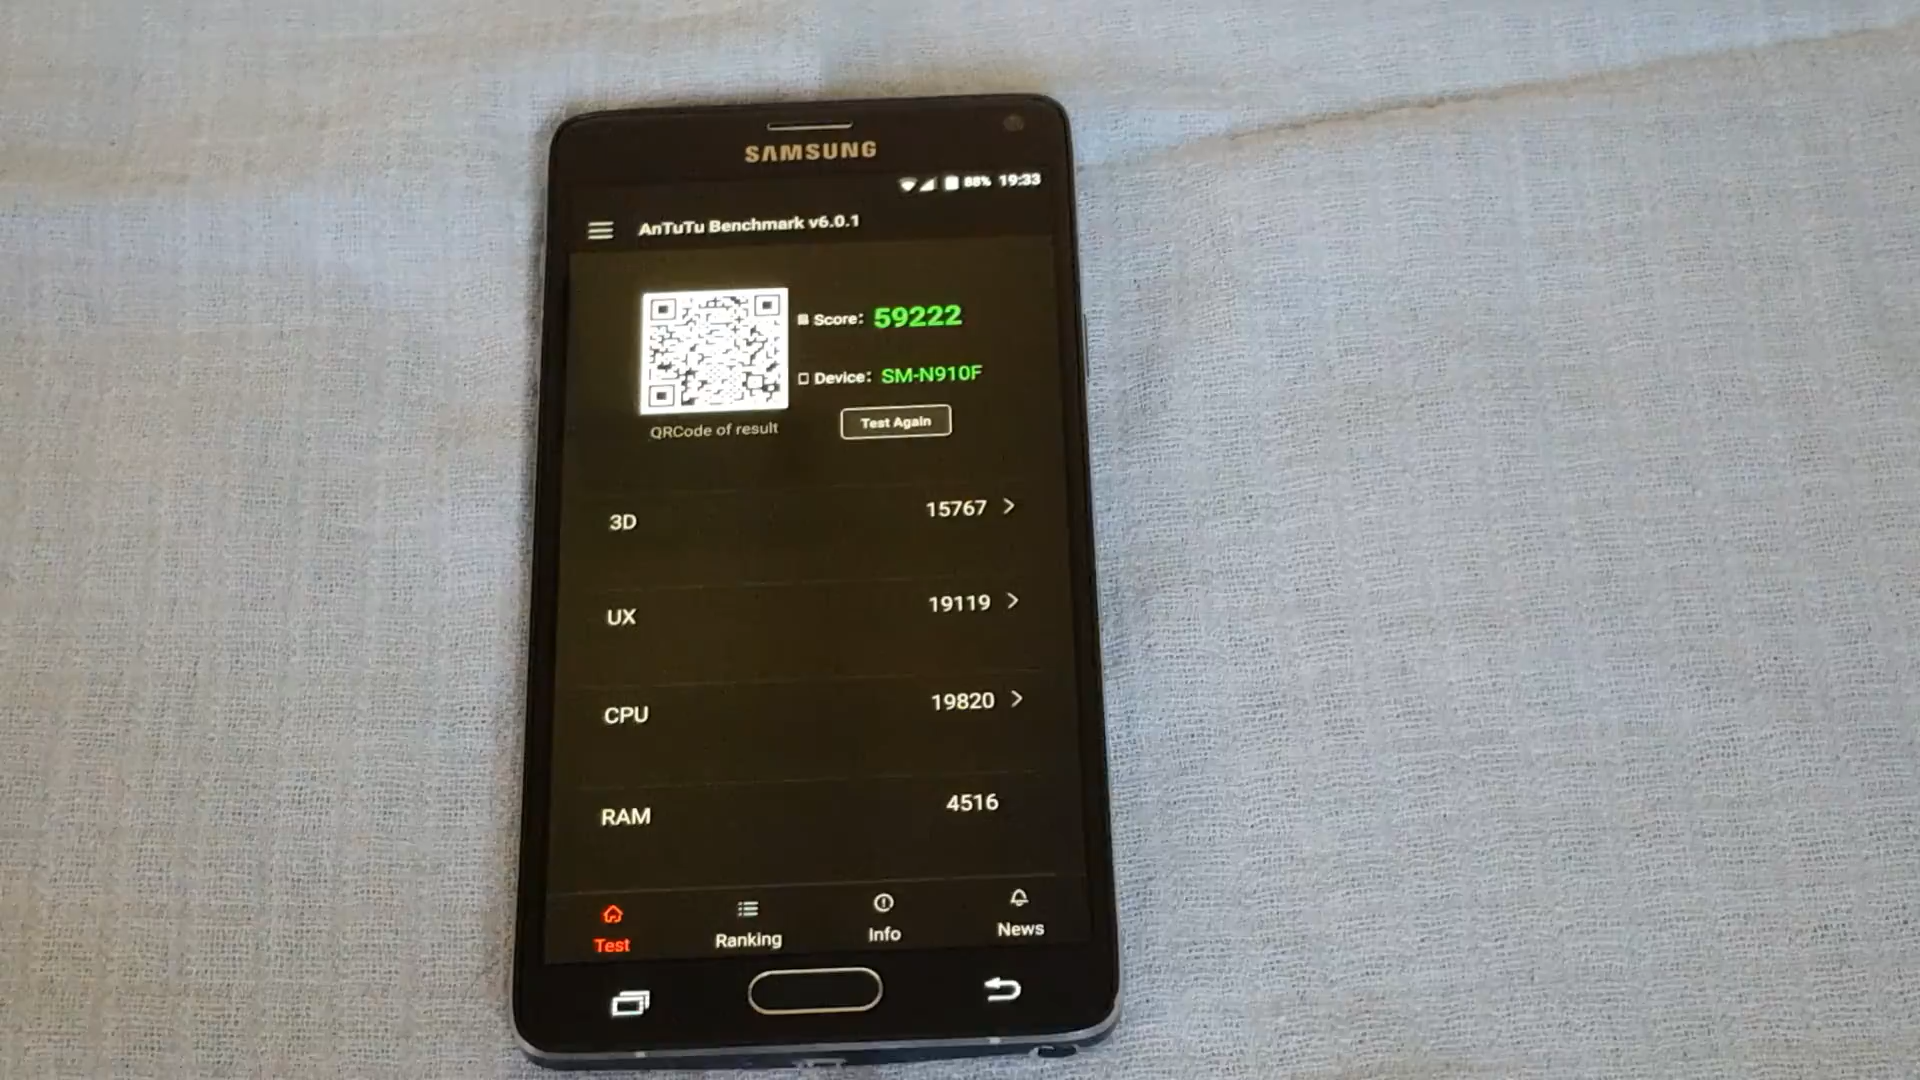 SAMSUNG
88% 19:33
AnTuTu Benchmark v6.0.1
Score: 59222
Device: SM-N910F
Test Again
QRCode of result
3D 15767
UX 19119
CPU 19820
RAM 4516
Test Ranking Info News